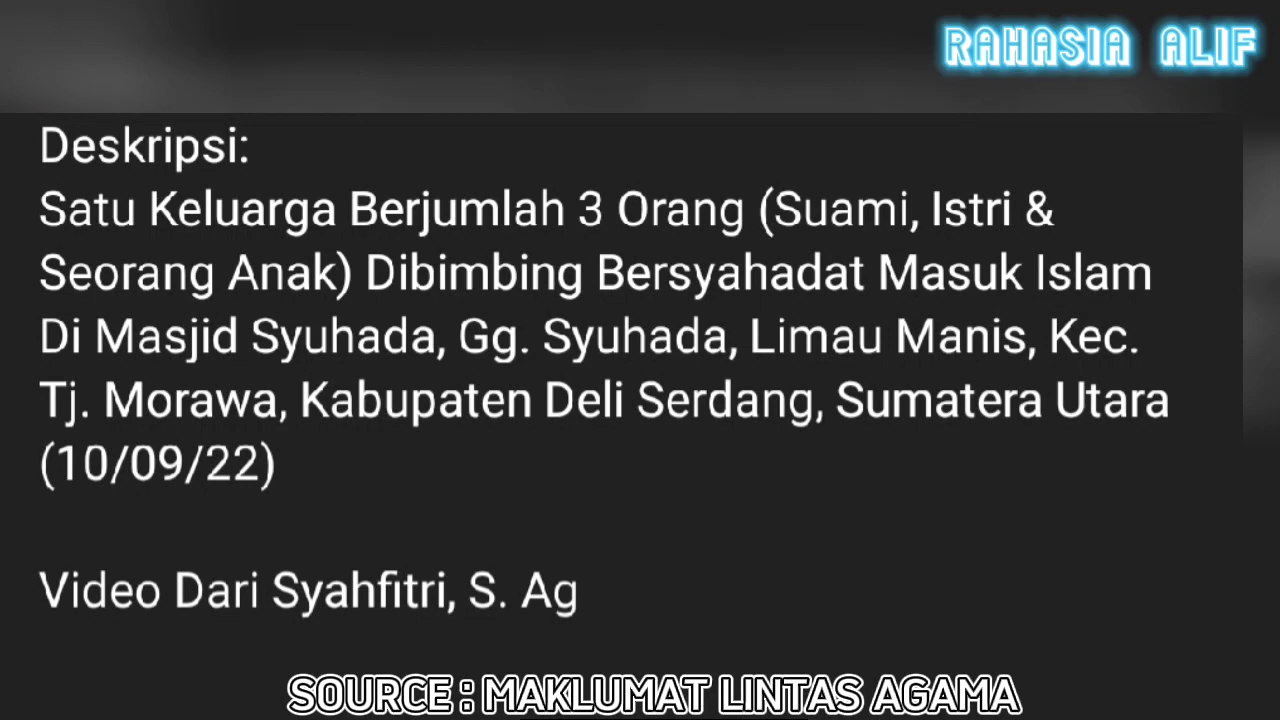 RAHASIA ALIF
Deskripsi:
Satu Keluarga Berjumlah 3 Orang (Suami, Istri &
Seorang Anak) Dibimbing Bersyahadat Masuk Islam
Di Masjid Syuhada, Gg. Syuhada, Limau Manis, Kec.
Tj. Morawa, Kabupaten Deli Serdang, Sumatera Utara
(10/09/22)
Video Dari Syahfitri, S. Ag
SOURCE : MAKLUMAT LINTAS AGAMA